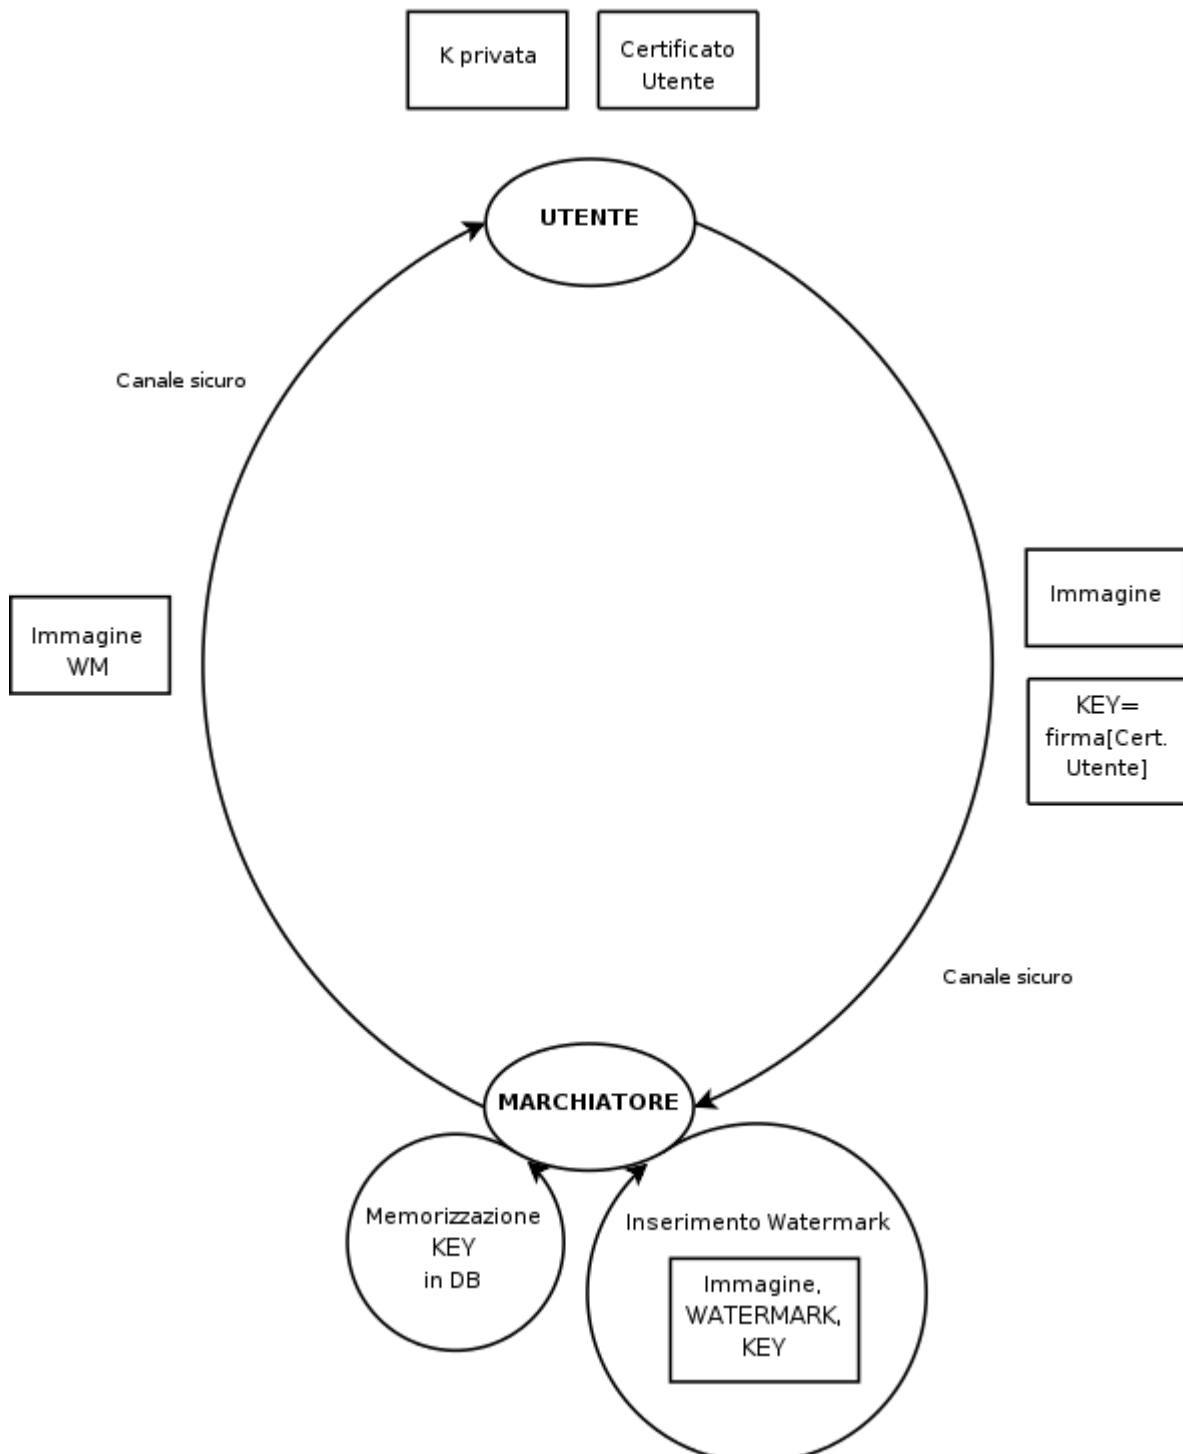 K privata
Certificato
Utente
UTENTE
Canale sicuro
Immagine
Immagine
WM
KEY=
firma[Cert.
Utente]
Canale sicuro
MARCHIATORE
Memorizzazione
KEY
in DB
Inserimento Watermark
Immagine,
WATERMARK,
KEY